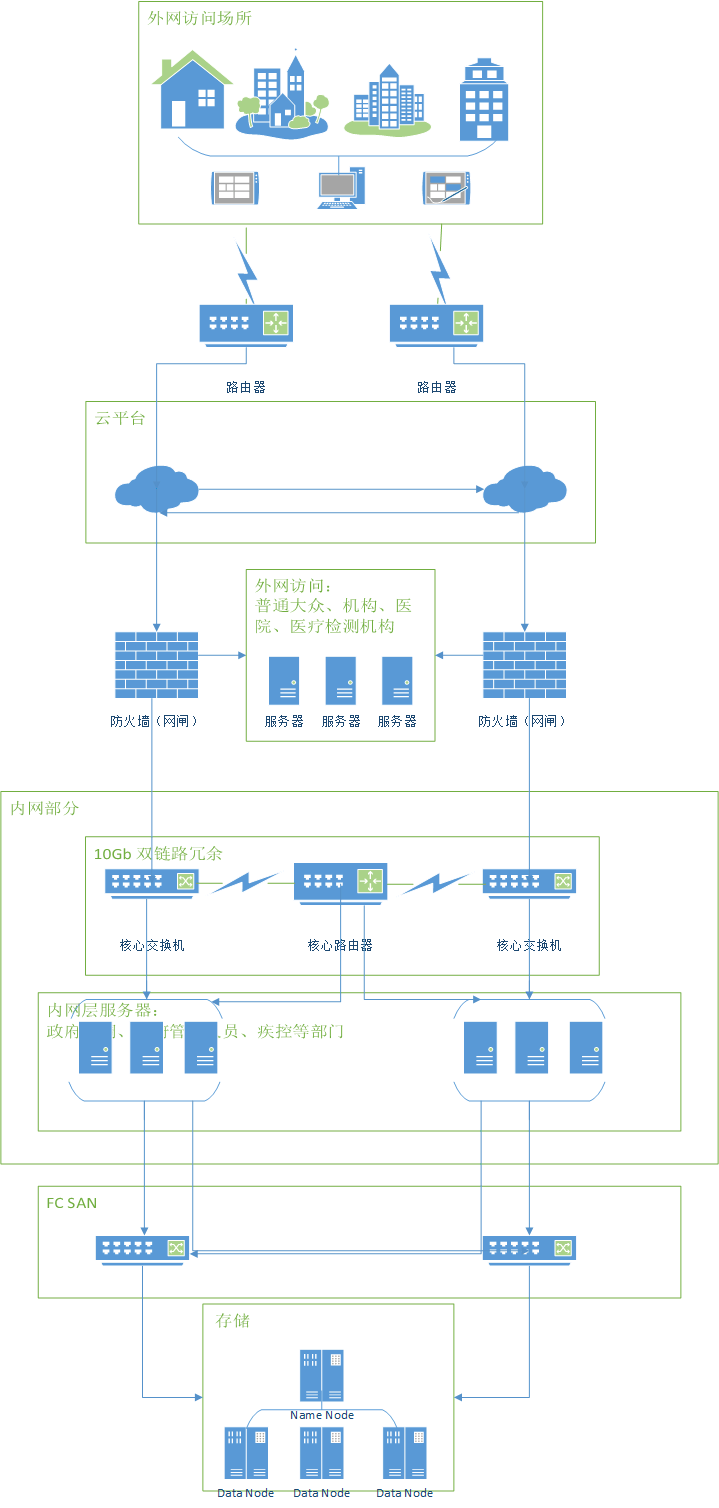 外网访问场所
路由器
路由器
云平台
外网访问：
普通大众、机构、医
院、医疗检测机构
服务器
服务器
服务器
防火墙（网闸）
防火墙（网闸）
内网部分
10Gb 双链路冗余
核心交换机
核心路由器
核心交换机
内网层服务器：
政府 、 管 员、疾控等部门
FC SAN
存储
Name Node
Data Node
Data Node
Data Node